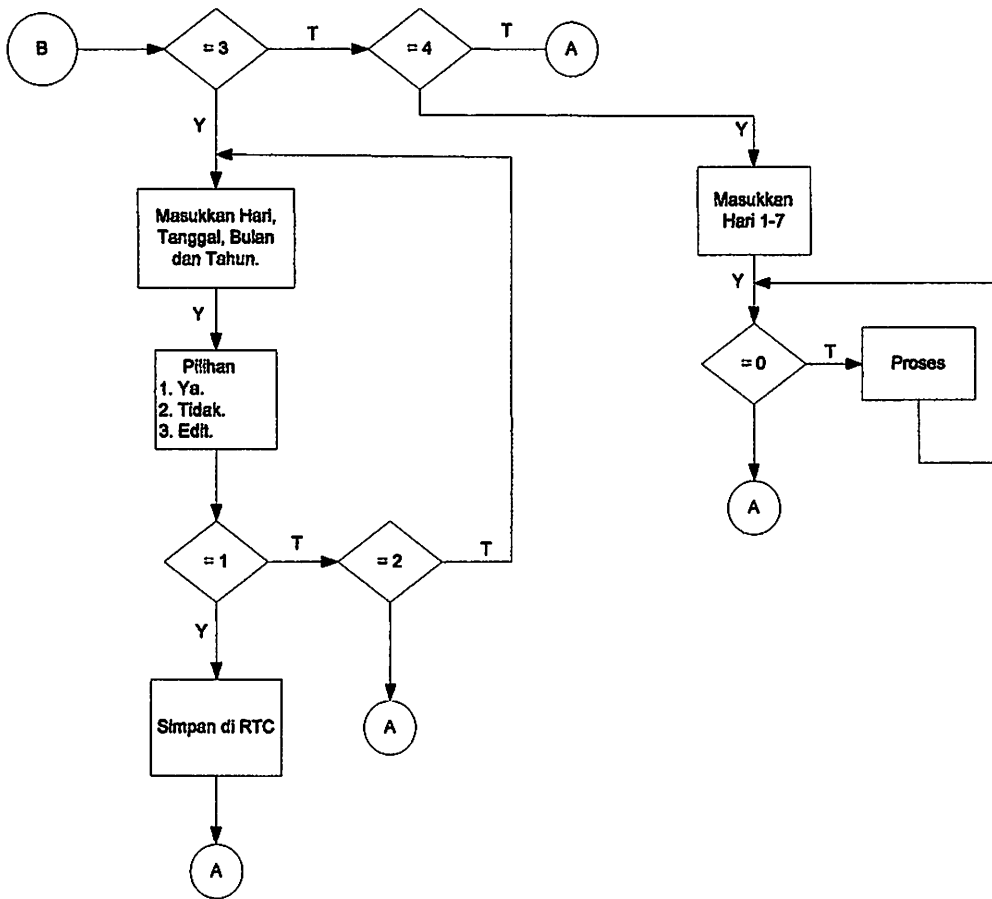 B
= 3
T
= 4
T
A
Y
Y
Masukkan Hari,
Tanggal, Bulan
dan Tahun.
Masukkan
Hari 1-7
Y
Y
Pilihan
1. Ya.
2. Tidak.
3. Edit.
= 0
T
Proses
A
= 1
T
= 2
T
Y
Simpan di RTC
A
A